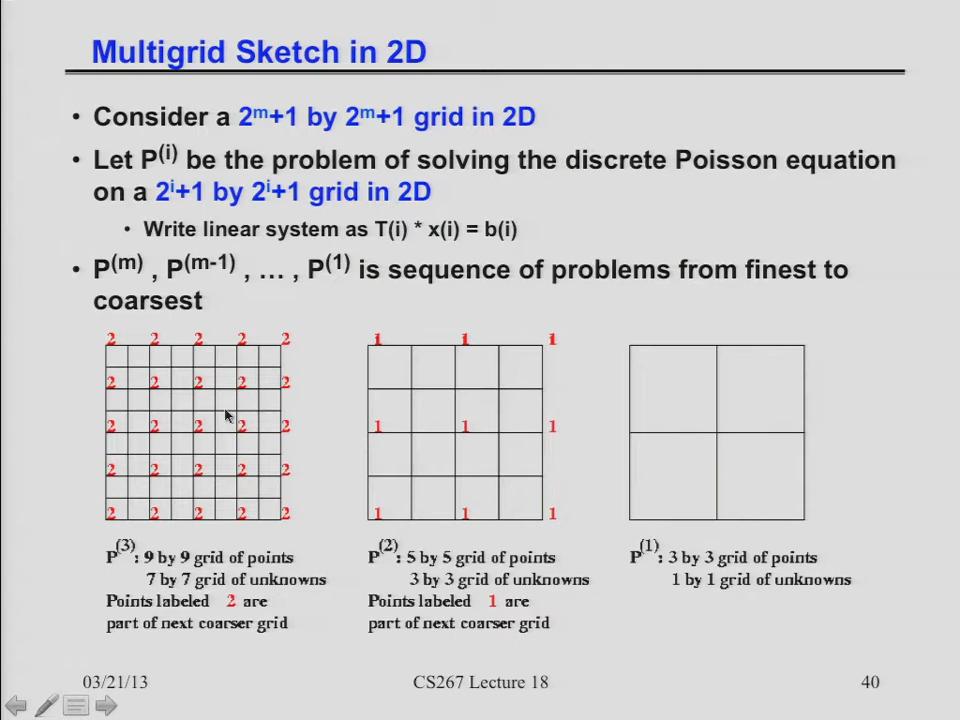 Multigrid Sketch in 2D
• Consider a 2ᵐ+1 by 2ᵐ+1 grid in 2D
• Let P⁽ⁱ⁾ be the problem of solving the discrete Poisson equation
on a 2ⁱ+1 by 2ⁱ+1 grid in 2D
• Write linear system as T(i) * x(i) = b(i)
• P⁽ᵐ⁾ , P⁽ᵐ⁻¹⁾ , … , P⁽¹⁾ is sequence of problems from finest to
coarsest
2 2 2 2 2
2 2 2 2 2
2 2 2 2 2
2 2 2 2 2
2 2 2 2 2
1 1 1
1 1 1
1 1 1
P⁽³⁾: 9 by 9 grid of points
7 by 7 grid of unknowns
Points labeled 2 are
part of next coarser grid
P⁽²⁾: 5 by 5 grid of points
3 by 3 grid of unknowns
Points labeled 1 are
part of next coarser grid
P⁽¹⁾: 3 by 3 grid of points
1 by 1 grid of unknowns
03/21/13 CS267 Lecture 18 40